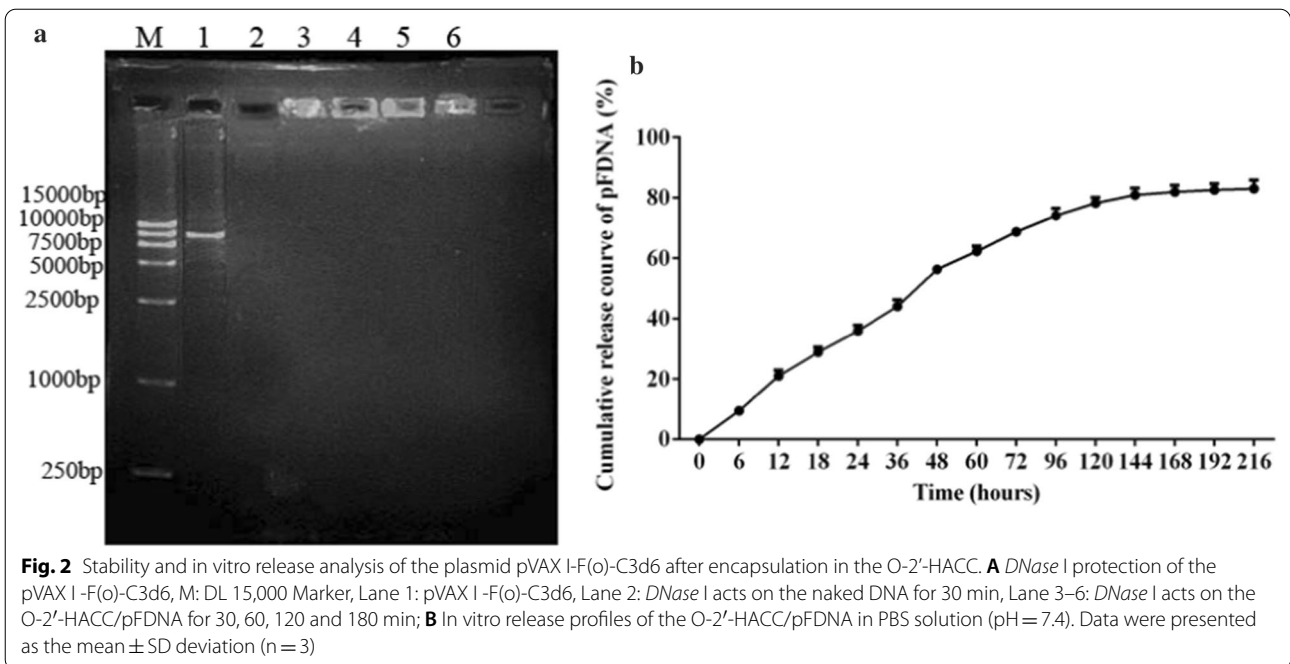 a
M 1 2 3 4 5 6
15000bp
10000bp
7500bp
5000bp
2500bp
1000bp
250bp
b
Cumulative release courve of pFDNA (%)
100
80
60
40
20
0
0 6 12 18 24 36 48 60 72 96 120 144 168 192 216
Time (hours)
Fig. 2 Stability and in vitro release analysis of the plasmid pVAX I-F(o)-C3d6 after encapsulation in the O-2′-HACC. A DNase I protection of the
pVAX I -F(o)-C3d6, M: DL 15,000 Marker, Lane 1: pVAX I -F(o)-C3d6, Lane 2: DNase I acts on the naked DNA for 30 min, Lane 3–6: DNase I acts on the
O-2′-HACC/pFDNA for 30, 60, 120 and 180 min; B In vitro release profiles of the O-2′-HACC/pFDNA in PBS solution (pH = 7.4). Data were presented
as the mean ± SD deviation (n = 3)